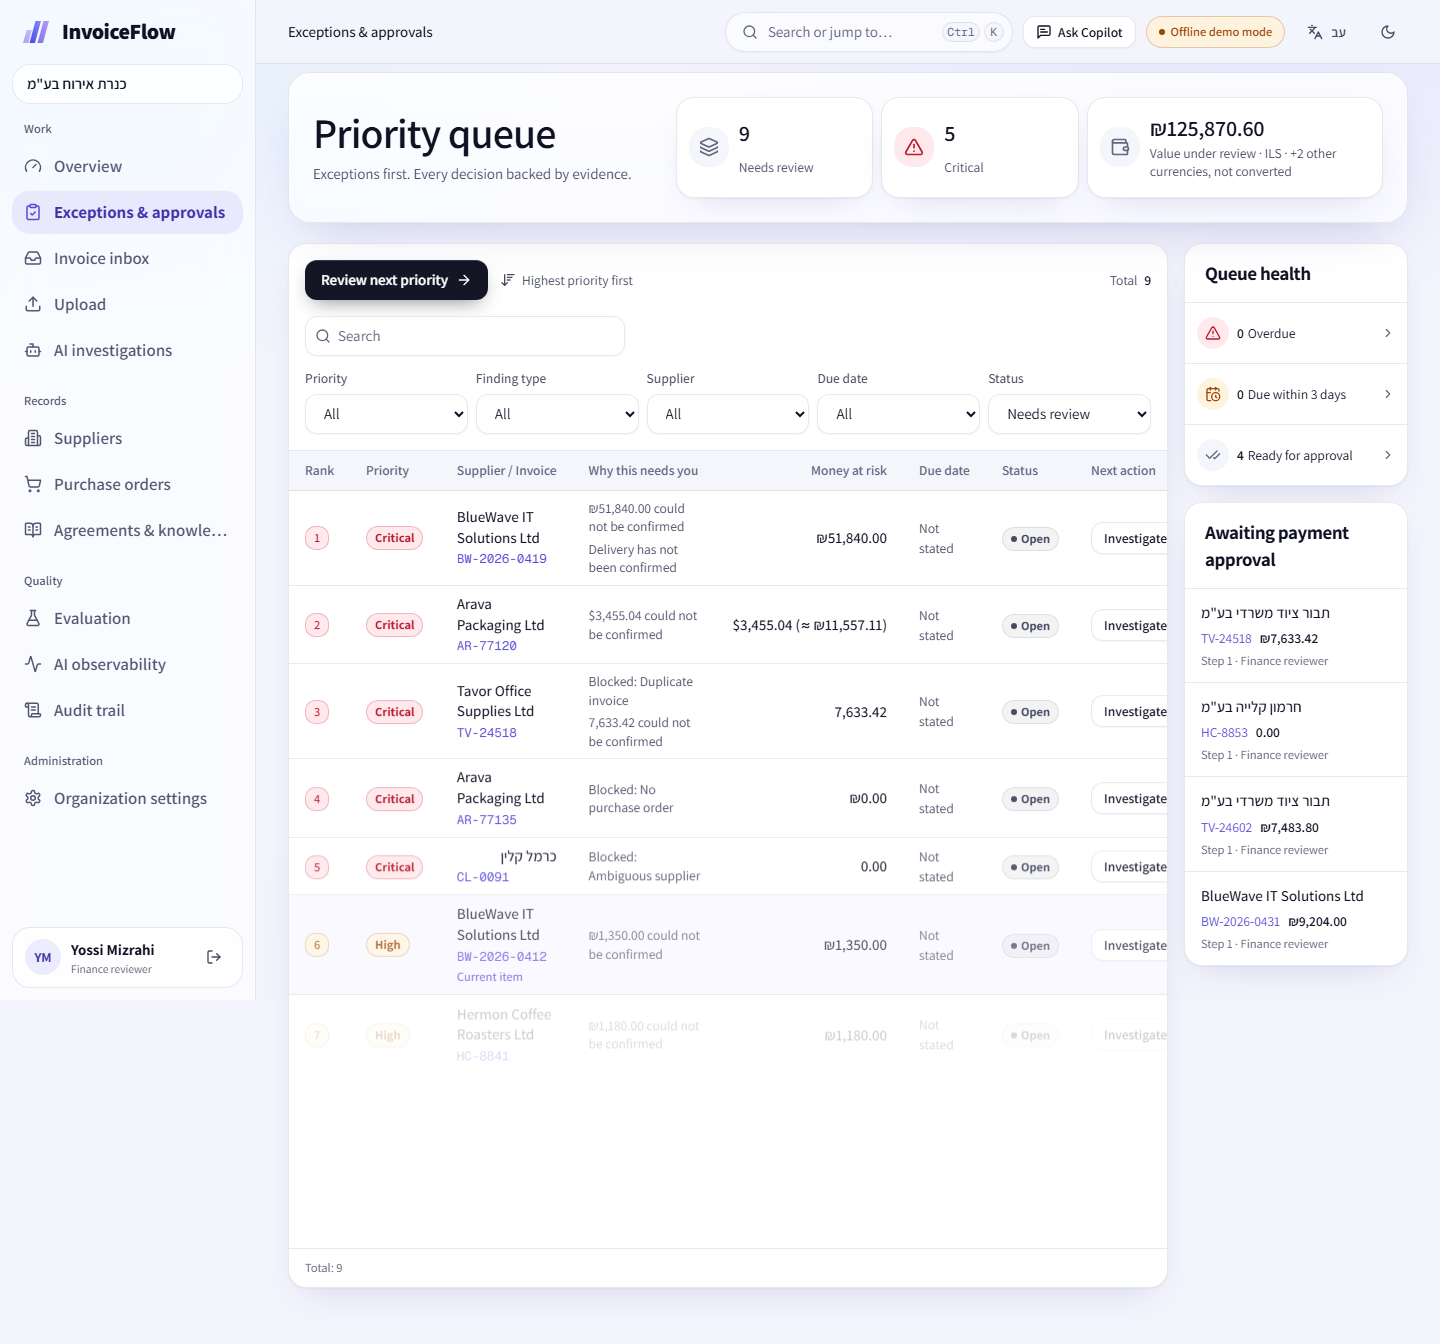 InvoiceFlow
כנרת אירוח בע"מ
Work
Overview
Exceptions & approvals
Invoice inbox
Upload
AI investigations
Records
Suppliers
Purchase orders
Agreements & knowle…
Quality
Evaluation
AI observability
Audit trail
Administration
Organization settings
YM
Yossi Mizrahi
Finance reviewer
Exceptions & approvals
Search or jump to…
Ctrl K
Ask Copilot
Offline demo mode
עב
Priority queue
Exceptions first. Every decision backed by evidence.
9
Needs review
5
Critical
₪125,870.60
Value under review · ILS · +2 other
currencies, not converted
Review next priority
Highest priority first
Total 9
Search
Priority Finding type Supplier Due date Status
All All All All Needs review
Rank Priority Supplier / Invoice Why this needs you Money at risk Due date Status Next action
1
Critical
BlueWave IT
Solutions Ltd
BW-2026-0419
₪51,840.00 could
not be confirmed
Delivery has not
been confirmed
₪51,840.00
Not
stated
Open
Investigate
2
Critical
Arava
Packaging Ltd
AR-77120
$3,455.04 could not
be confirmed
$3,455.04 (≈ ₪11,557.11)
Not
stated
Open
Investigate
3
Critical
Tavor Office
Supplies Ltd
TV-24518
Blocked: Duplicate
invoice
7,633.42 could not
be confirmed
7,633.42
Not
stated
Open
Investigate
4
Critical
Arava
Packaging Ltd
AR-77135
Blocked: No
purchase order
₪0.00
Not
stated
Open
Investigate
5
Critical
כרמל קלין
CL-0091
Blocked:
Ambiguous supplier
0.00
Not
stated
Open
Investigate
6
High
BlueWave IT
Solutions Ltd
BW-2026-0412
Current item
₪1,350.00 could not
be confirmed
₪1,350.00
Not
stated
Open
Investigate
7
High
Hermon Coffee
Roasters Ltd
HC-8841
₪1,180.00 could not
be confirmed
₪1,180.00
Not
stated
Open
Investigate
Total: 9
Queue health
0 Overdue
0 Due within 3 days
4 Ready for approval
Awaiting payment
approval
תבור ציוד משרדי בע"מ
TV-24518 ₪7,633.42
Step 1 · Finance reviewer
חרמון קלייה בע"מ
HC-8853 0.00
Step 1 · Finance reviewer
תבור ציוד משרדי בע"מ
TV-24602 ₪7,483.80
Step 1 · Finance reviewer
BlueWave IT Solutions Ltd
BW-2026-0431 ₪9,204.00
Step 1 · Finance reviewer